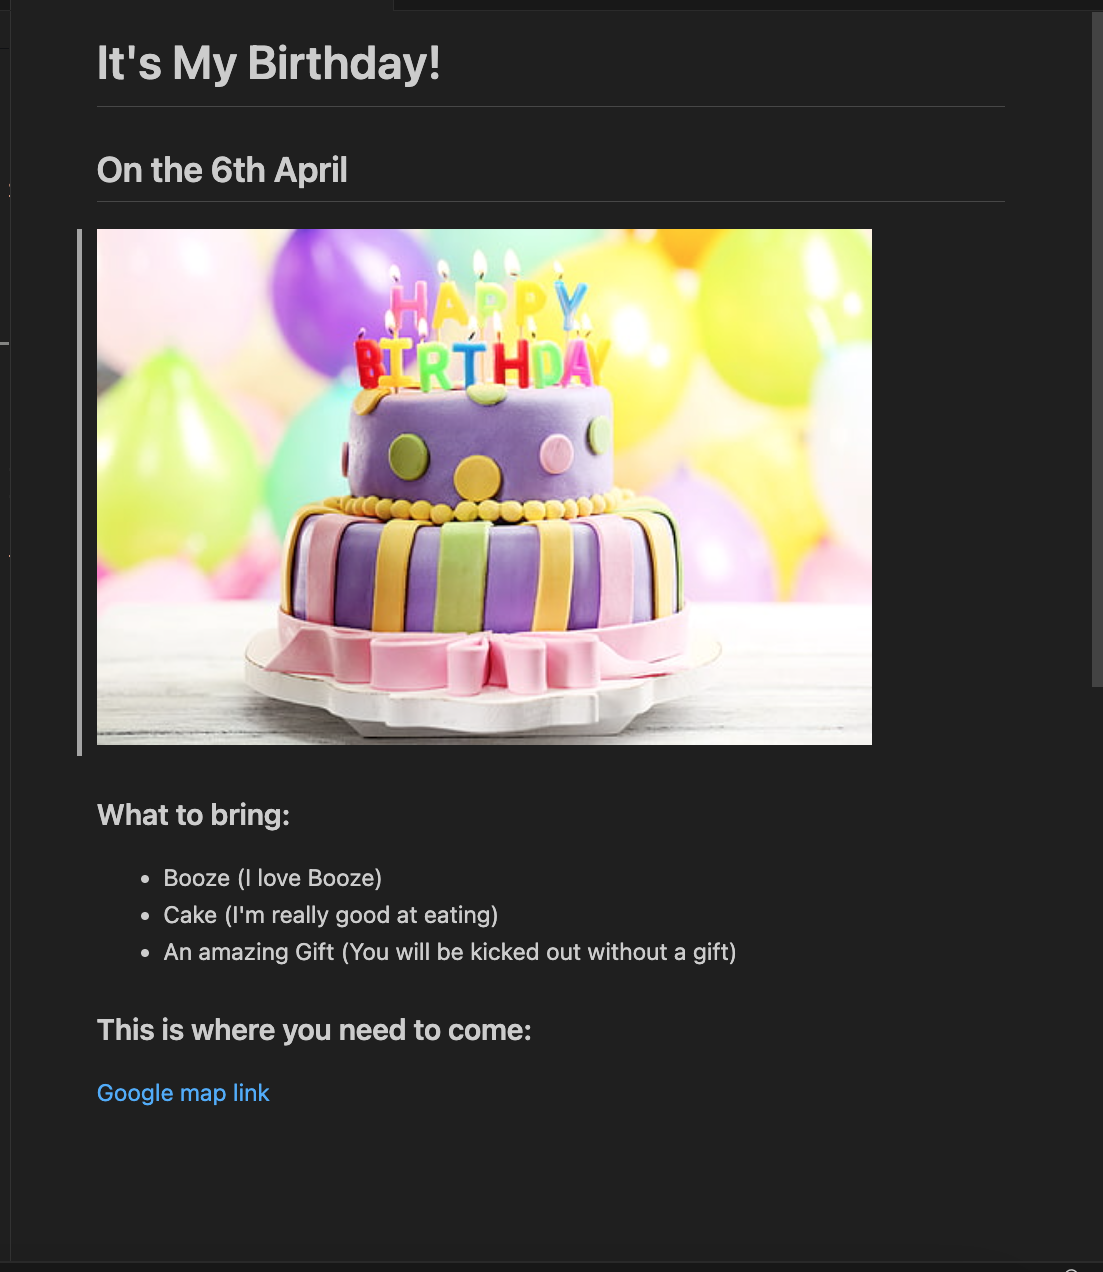 It's My Birthday!
On the 6th April
HAPPY
BIRTHDAY
What to bring:
Booze (I love Booze)
Cake (I'm really good at eating)
An amazing Gift (You will be kicked out without a gift)
This is where you need to come:
Google map link